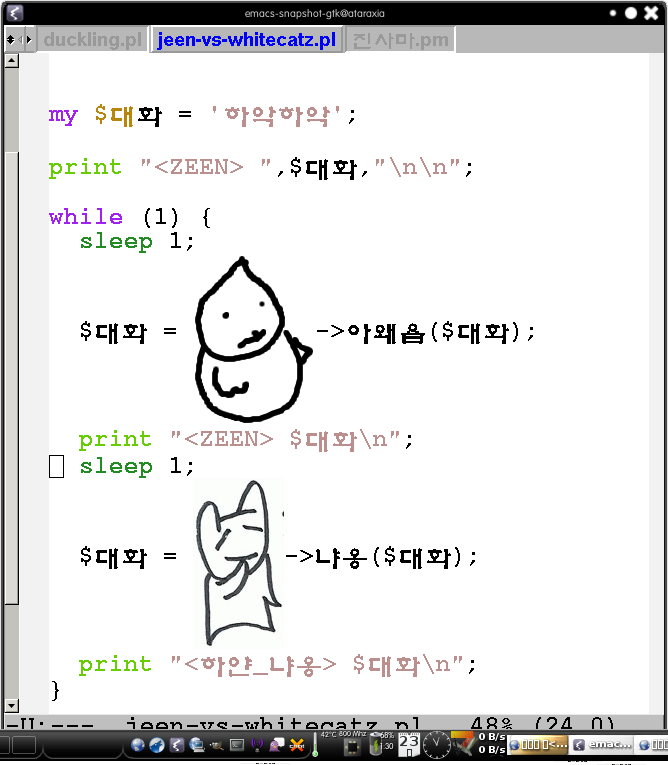 emacs-snapshot-gtk@ataraxia
duckling.pl jeen-vs-whitecatz.pl 진사마.pm
my $대화 = '하악하악';
print "<ZEEN> ",$대화,"\n\n";
while (1) {
sleep 1;
$대화 = ->아왜욤($대화);
print "<ZEEN> $대화\n";
sleep 1;
$대화 = ->냐옹($대화);
print "<하얀_냐옹> $대화\n";
}
-U:--- jeen-vs-whitecatz.pl 48% (24,0)
42°C 800 Mhz 68% 1:30 23 0 B/s
0 B/s
emac...